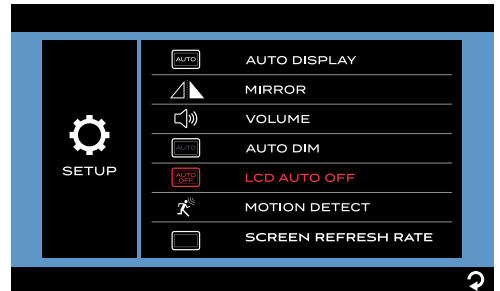 SETUP
AUTO AUTO DISPLAY
MIRROR
VOLUME
AUTO AUTO DIM
AUTO OFF LCD AUTO OFF
MOTION DETECT
SCREEN REFRESH RATE